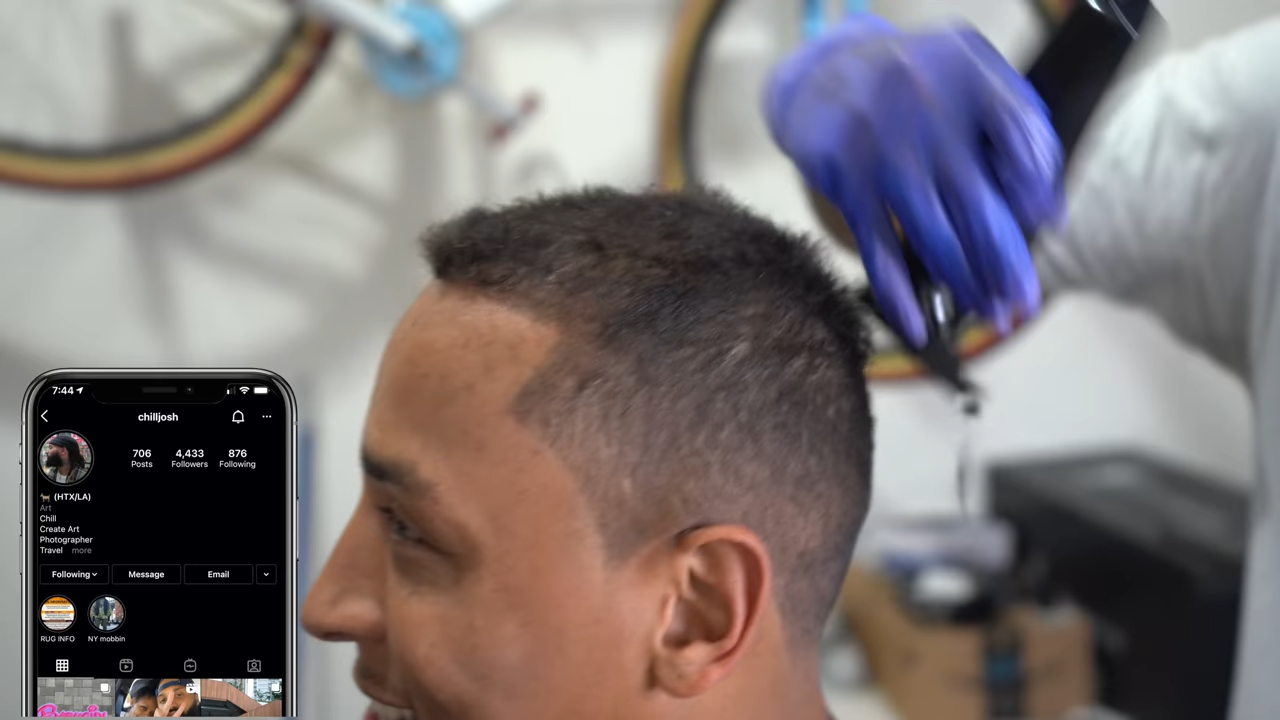 7:44
chilljosh
706 4,433 876
Posts Followers Following
(HTX/LA)
Art
Chill
Create Art
Photographer
Travel more
Following Message Email
RUG INFO NY mobbin